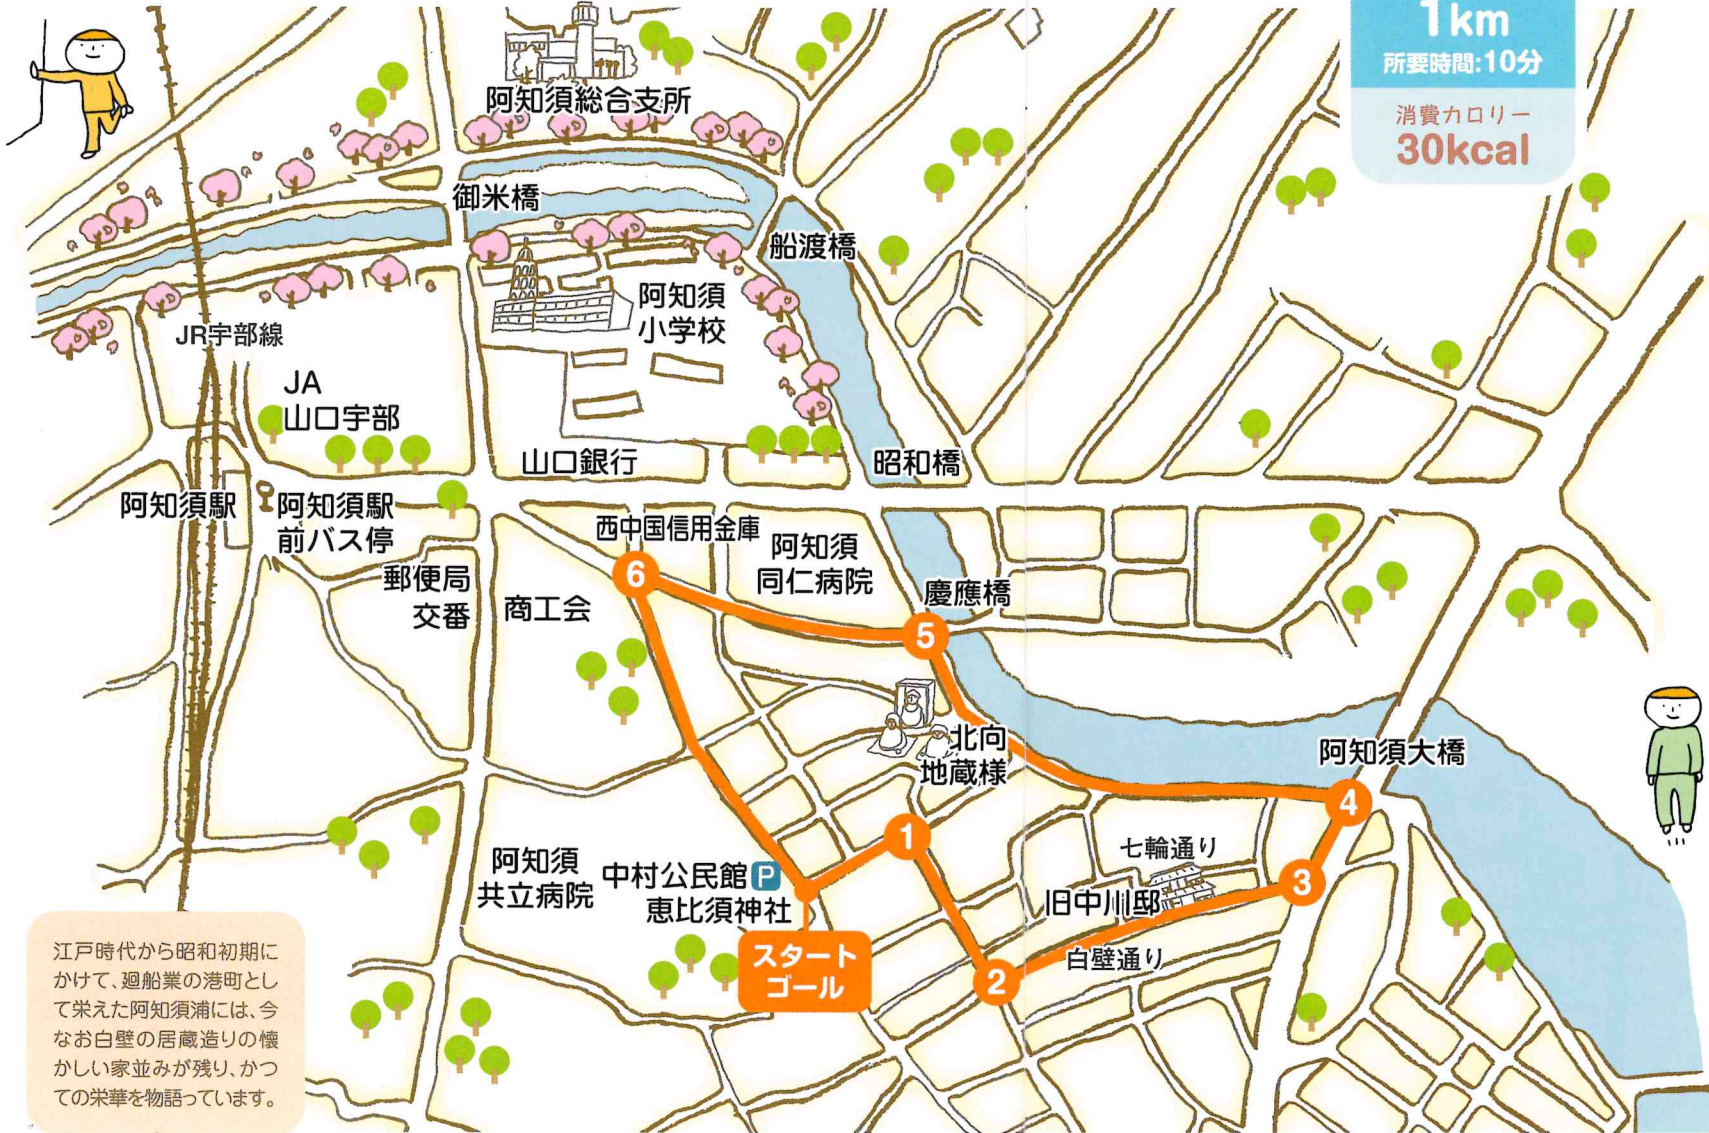 1km
所要時間:10分
消費カロリー
30kcal
阿知須総合支所
御米橋
船渡橋
阿知須
小学校
JR宇部線
JA
山口宇部
山口銀行
昭和橋
阿知須駅
阿知須駅
前バス停
西中国信用金庫
阿知須
同仁病院
郵便局
交番
商工会
慶應橋
6
5
北向
地蔵様
阿知須大橋
4
1
七輪通り
3
旧中川邸
白壁通り
2
阿知須
共立病院
中村公民館P
恵比須神社
スタート
ゴール
江戸時代から昭和初期に
かけて、廻船業の港町とし
て栄えた阿知須浦には、今
なお白壁の居蔵造りの懐
かしい家並みが残り、かつ
ての栄華を物語っています。